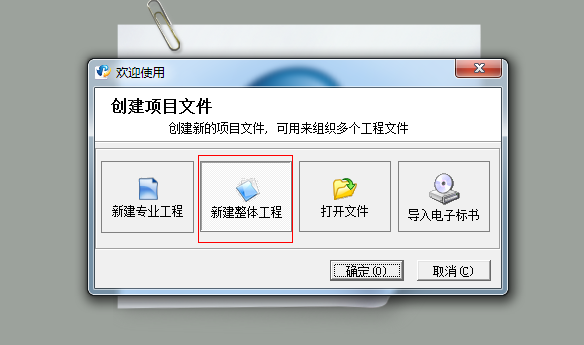 欢迎使用
创建项目文件
创建新的项目文件，可用来组织多个工程文件
新建专业工程
新建整体工程
打开文件
导入电子标书
确定(O)
取消(C)